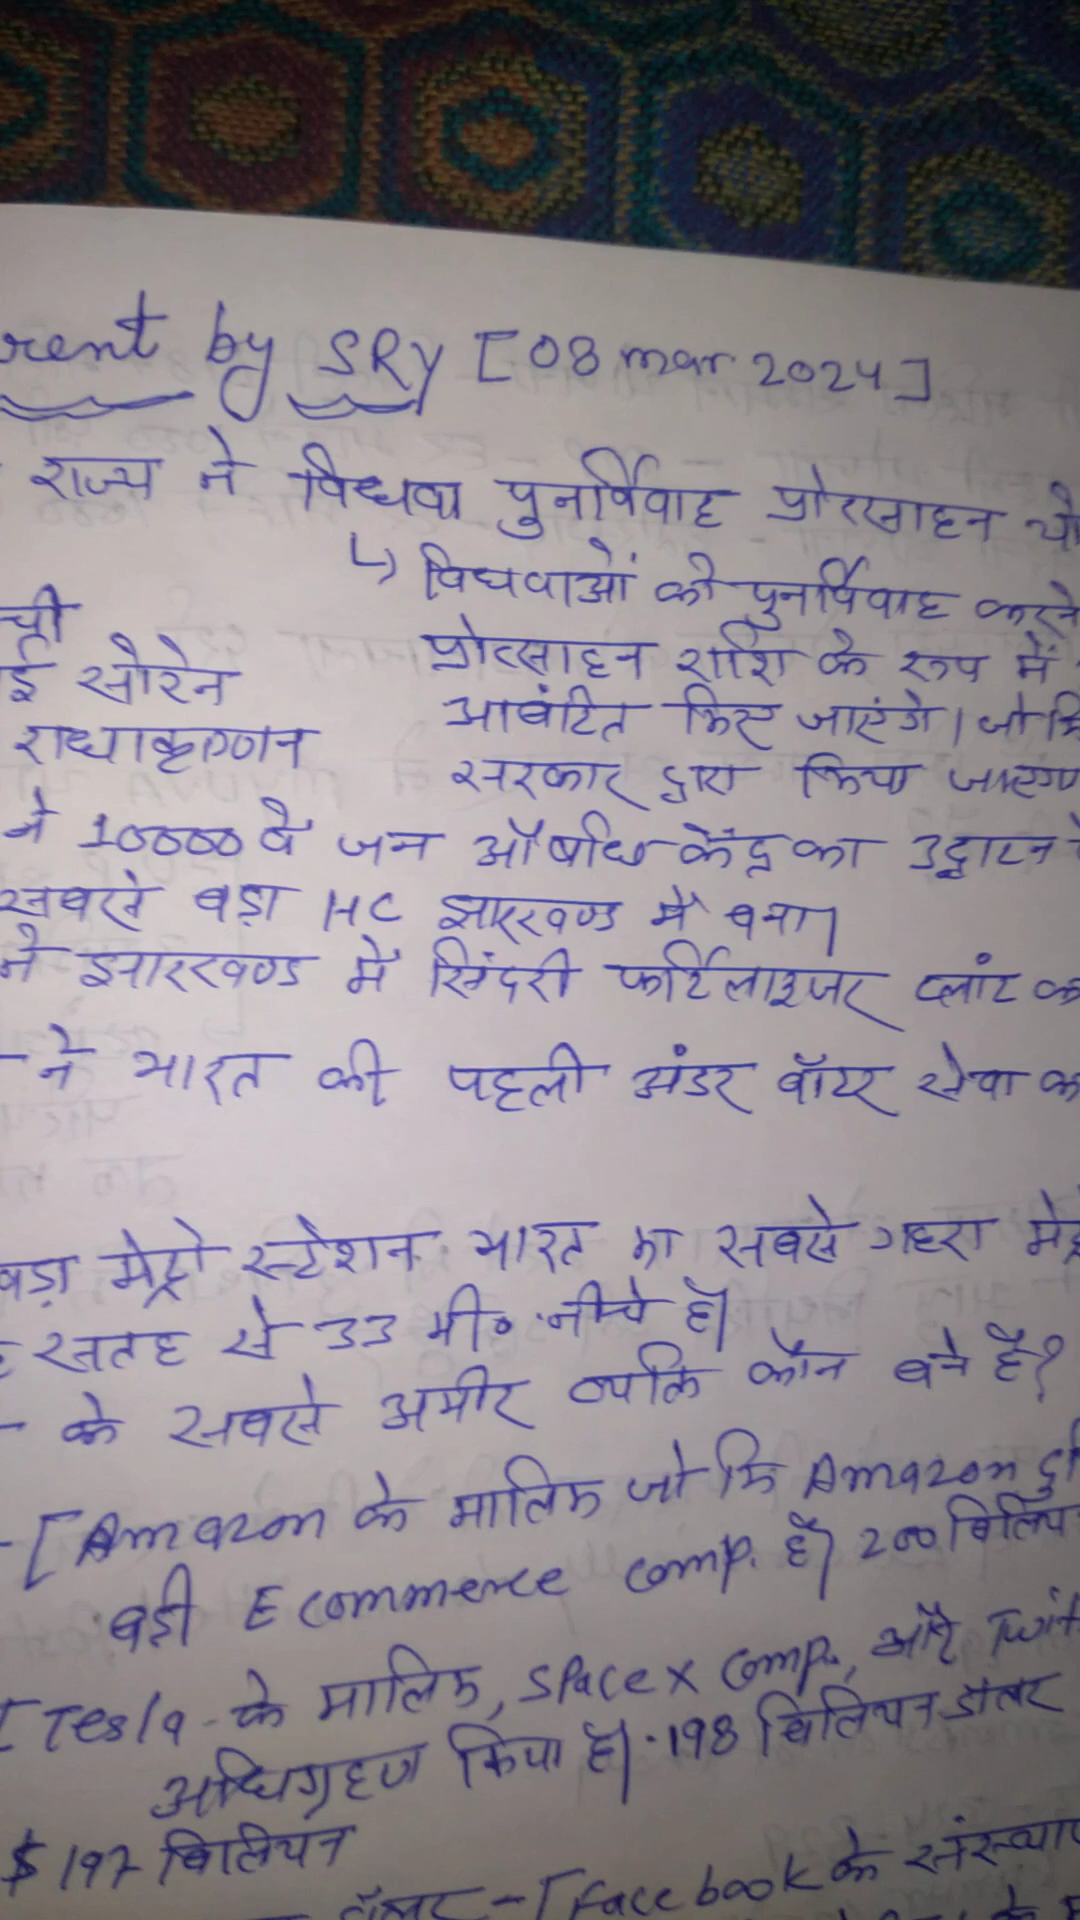 rent by SRY [08 mar 2024]
राज्य ने विधवा पुनर्विवाह प्रोत्साहन यो
↳ विधवाओं को पुनर्विवाह करने
ची
प्रोत्साहन राशि के रूप में
ई सोरेन
आवंटित किए जाएंगे। जो कि
राधाकृष्णन
सरकार द्वारा किया जाएगा
ने 10000 वें जन औषधि केंद्र का उद्घाटन
सबसे बड़ा HC झारखण्ड में बना।
ने झारखण्ड में सिंदरी फर्टिलाइजर प्लांट का
ने भारत की पहली अंडर वॉटर सेवा का
वड़ा मेट्रो स्टेशन भारत का सबसे गहरा मे
सतह से 33 मी० नीचे है।
के सबसे अमीर व्यक्ति कौन बने है?
- [Amazon के मालिक जो कि Amazon दु
बड़ी E commerce comp. है] 200 बिलिय
[Tesla के मालिक, Spacex comp., और Twit
अधिग्रहण किया है]. 198 बिलियन डॉलर
$197 बिलियन
डॉलर - [Facebook के संस्थाप